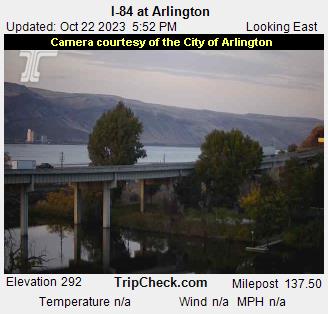 I-84 at Arlington
Updated: Oct 22 2023 5:52 PM Looking East
Camera courtesy of the City of Arlington
Elevation 292 TripCheck.com Milepost 137.50
Temperature n/a Wind n/a MPH n/a